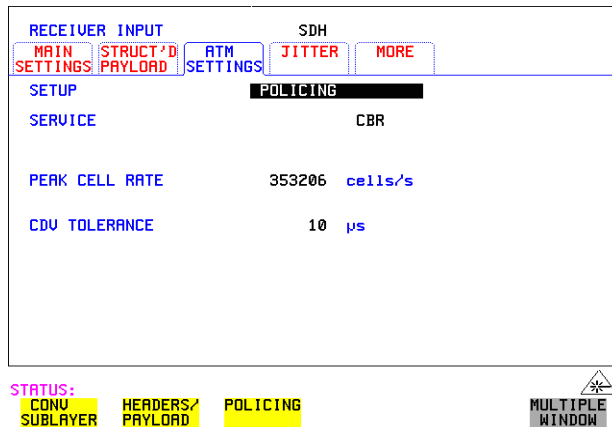 RECEIVER INPUT SDH
MAIN SETTINGS STRUCT'D PAYLOAD ATM SETTINGS JITTER MORE
SETUP POLICING
SERVICE CBR
PEAK CELL RATE 353206 cells/s
CDV TOLERANCE 10 µs
STATUS:
CONV SUBLAYER HEADERS/ PAYLOAD POLICING MULTIPLE WINDOW